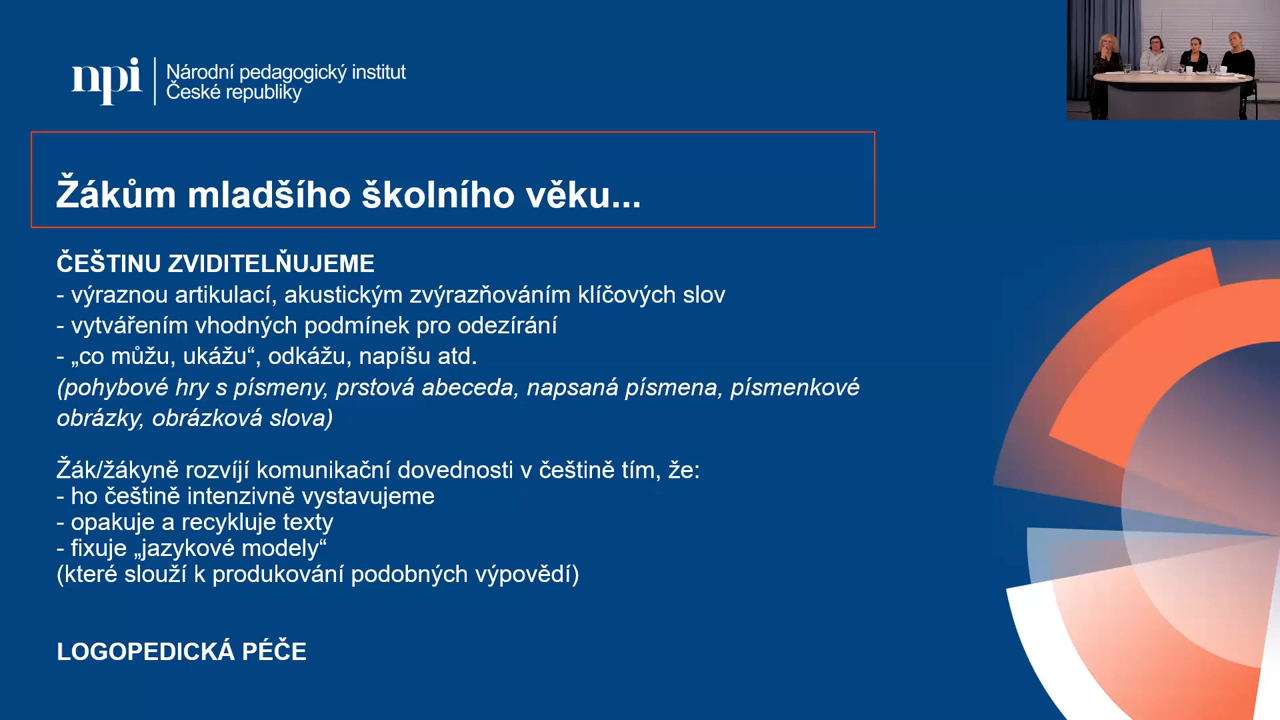 npi
Národní pedagogický institut
České republiky
Žákům mladšího školního věku...
ČEŠTINU ZVIDITELŇUJEME
- výraznou artikulací, akustickým zvýrazňováním klíčových slov
- vytvářením vhodných podmínek pro odezírání
- „co můžu, ukážu“, odkážu, napíšu atd.
(pohybové hry s písmeny, prstová abeceda, napsaná písmena, písmenkové
obrázky, obrázková slova)
Žák/žákyně rozvíjí komunikační dovednosti v češtině tím, že:
- ho češtině intenzivně vystavujeme
- opakuje a recykluje texty
- fixuje „jazykové modely“
(které slouží k produkování podobných výpovědí)
LOGOPEDICKÁ PÉČE